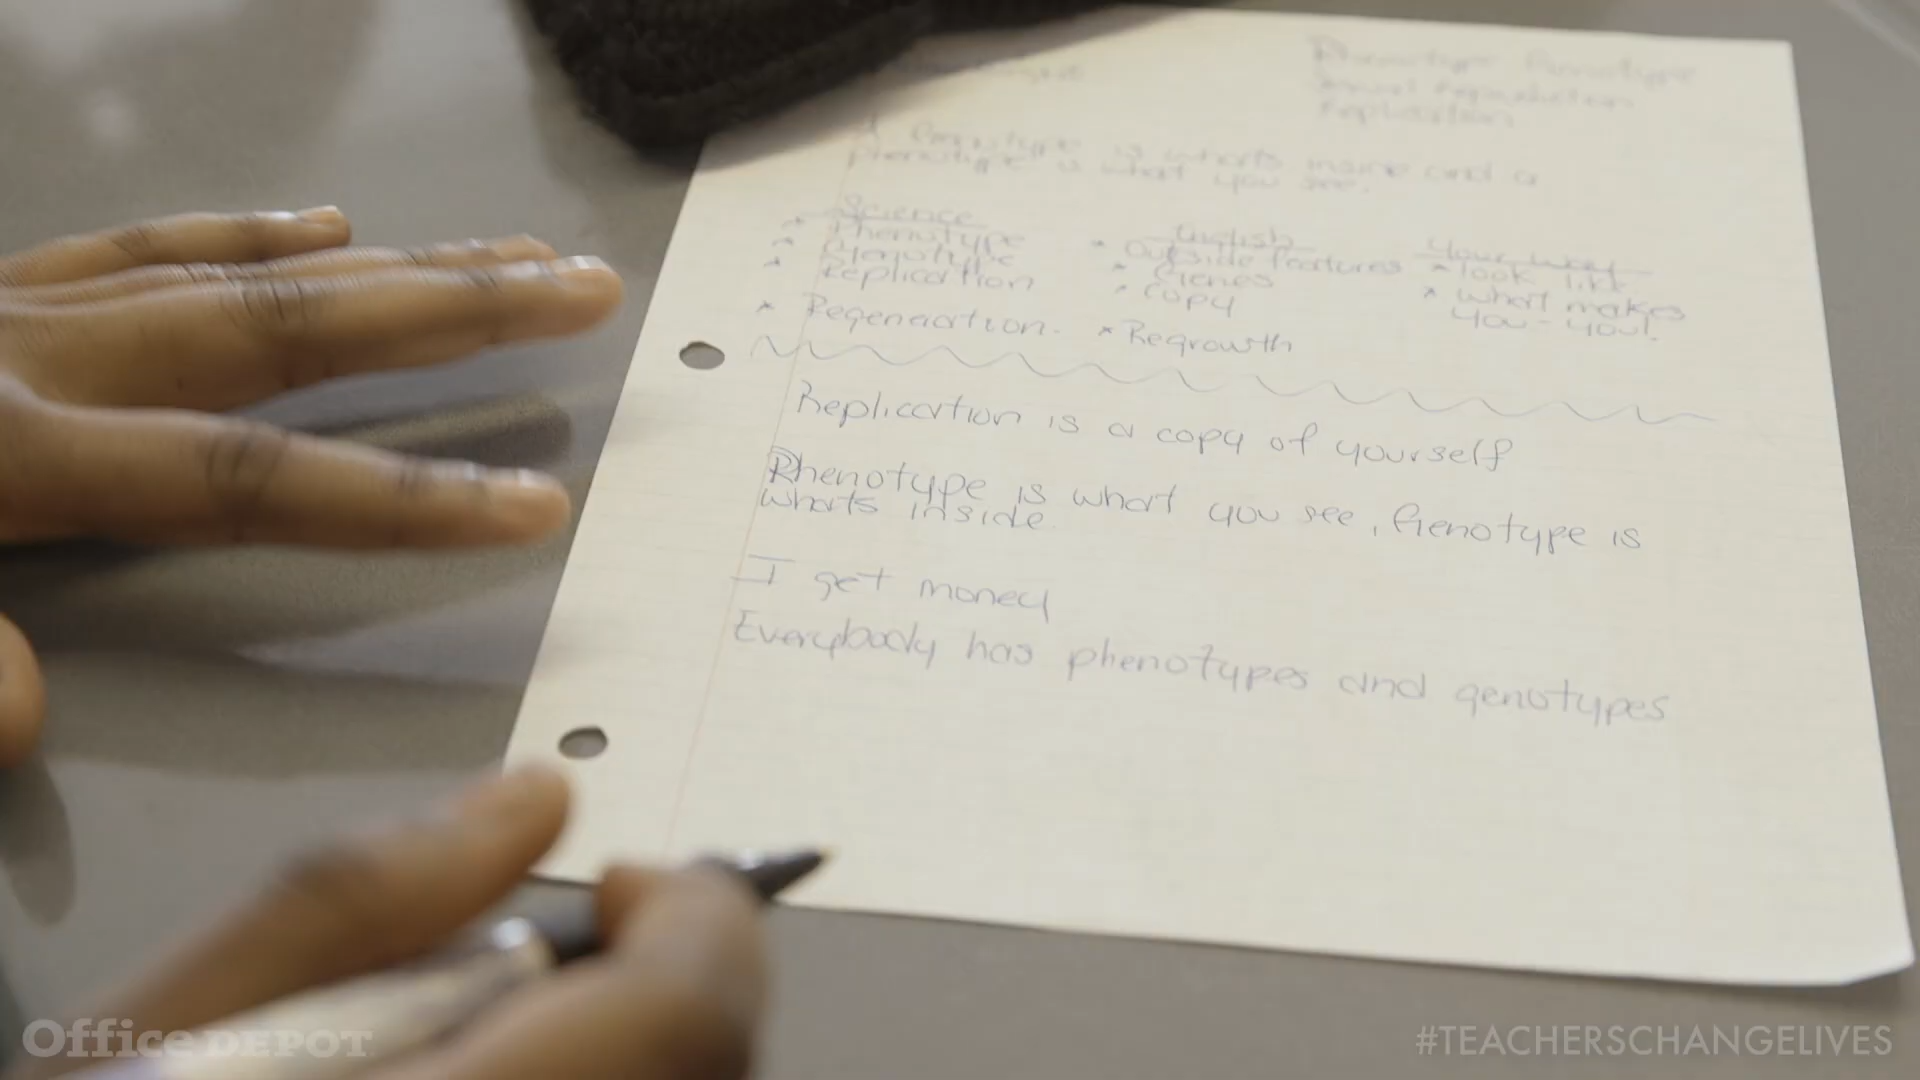 Phenotype Genotype
Replication
A Genotype is whats inside and a
phenotype is what you see.
Science English Your Way!
* Phenotype * Outside features * look like
* Genotype * Genes * what makes
* Replication * Copy you - you!
* Regeneration. * Regrowth
Replication is a copy of yourself
Phenotype is what you see, Genotype is
whats inside
I get money
Everybody has phenotypes and genotypes
Office DEPOT
#TEACHERSCHANGELIVES